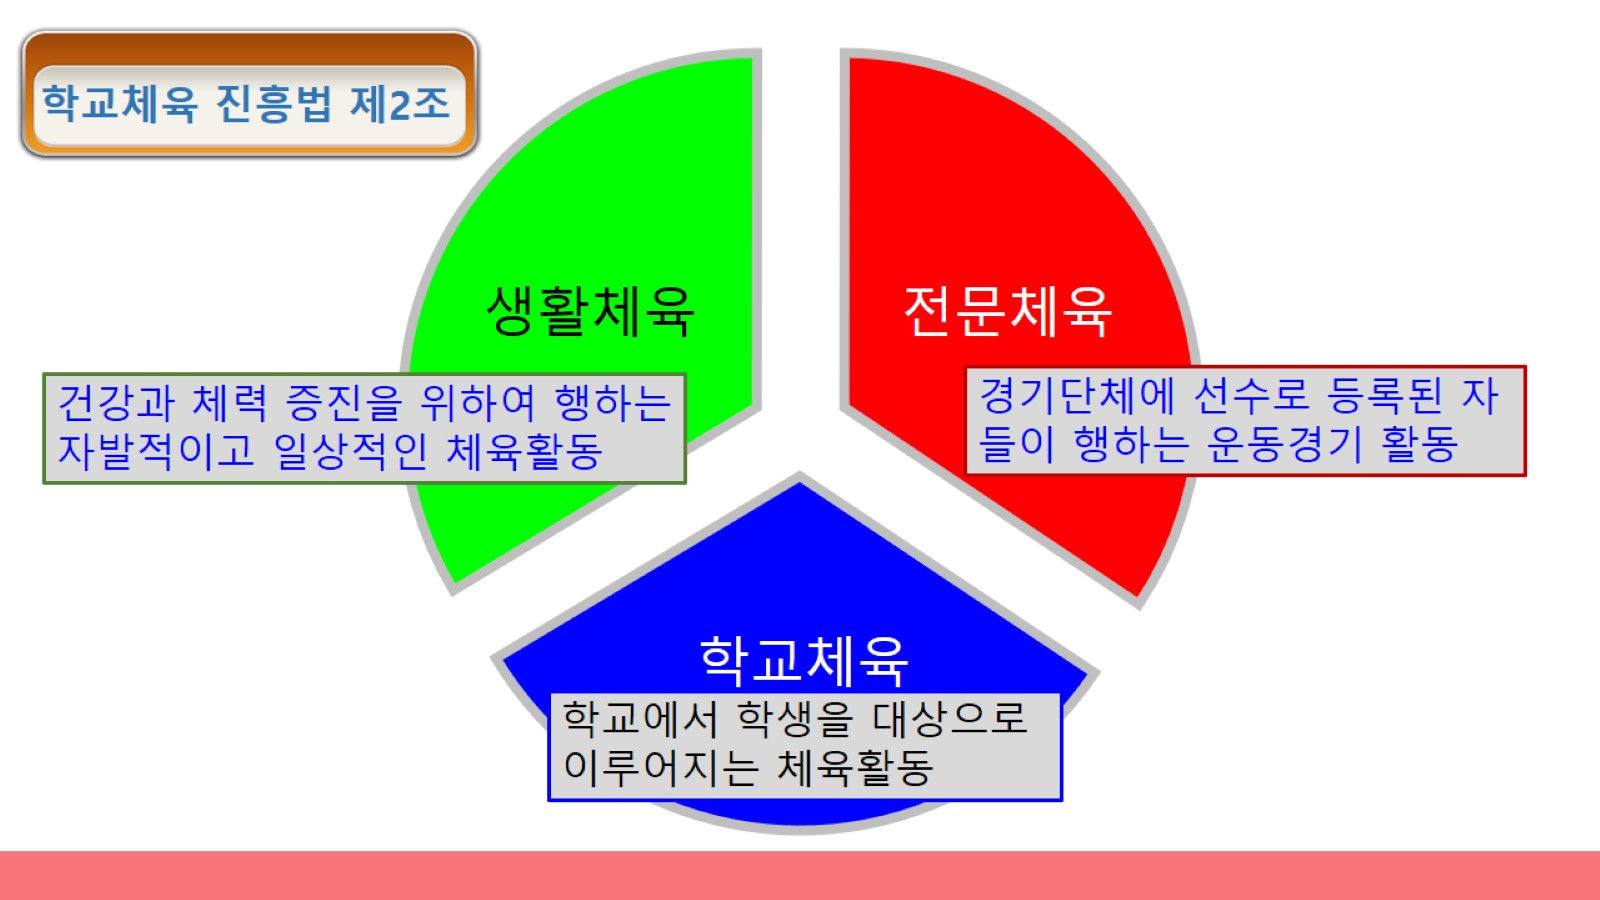 학교체육 진흥법 제2조
생활체육
전문체육
건강과 체력 증진을 위하여 행하는
자발적이고 일상적인 체육활동
경기단체에 선수로 등록된 자
들이 행하는 운동경기 활동
학교체육
학교에서 학생을 대상으로
이루어지는 체육활동